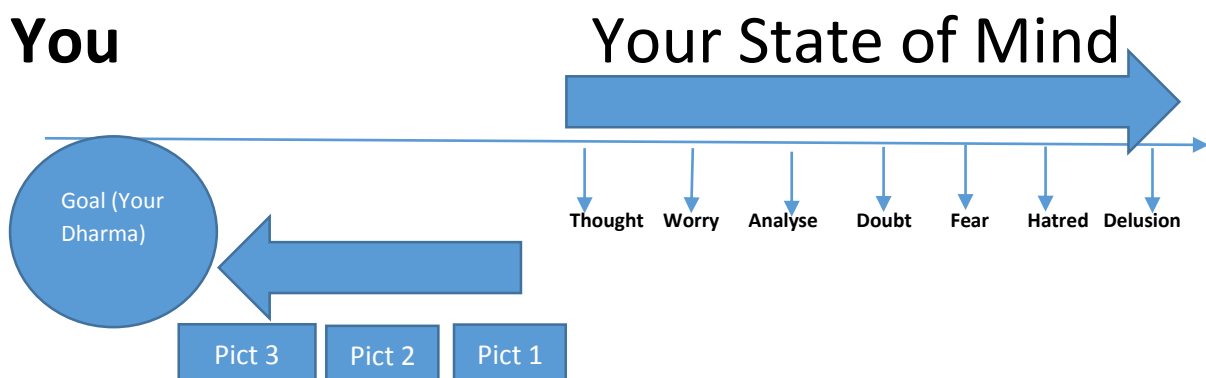 You
Your State of Mind
Goal (Your
Dharma)
Thought Worry Analyse Doubt Fear Hatred Delusion
Pict 3 Pict 2 Pict 1